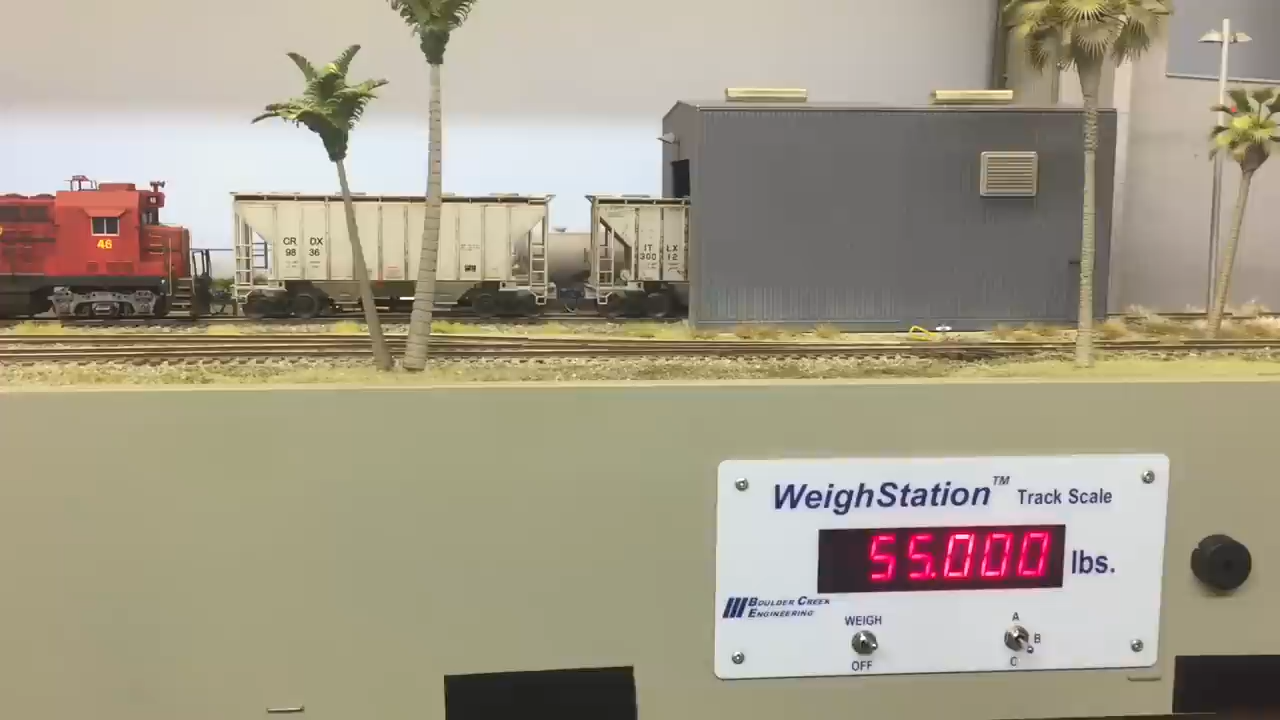 46
CR DX
98 36
IT LX
300 12
WeighStation™ Track Scale
55.000 lbs.
BOULDER CREEK
ENGINEERING
WEIGH
OFF
A
B
C